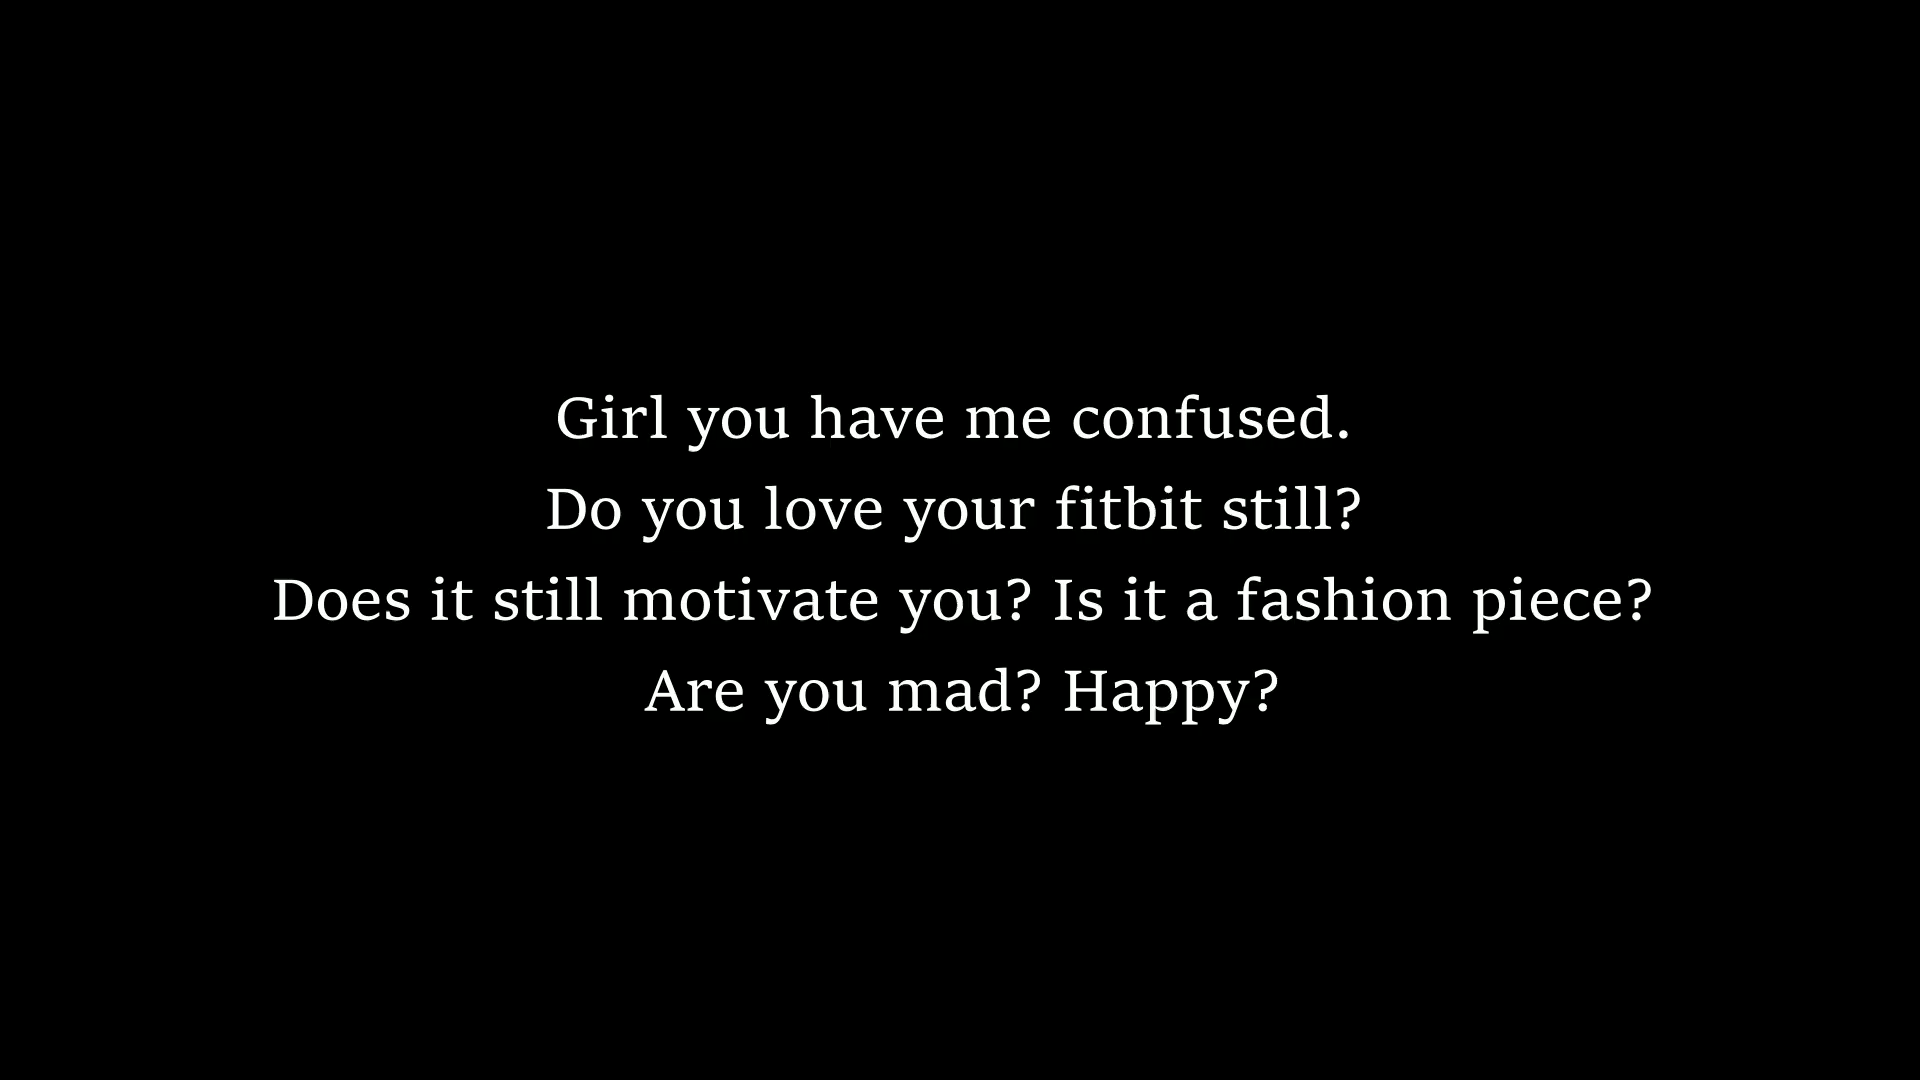 Girl you have me confused.
Do you love your fitbit still?
Does it still motivate you? Is it a fashion piece?
Are you mad? Happy?